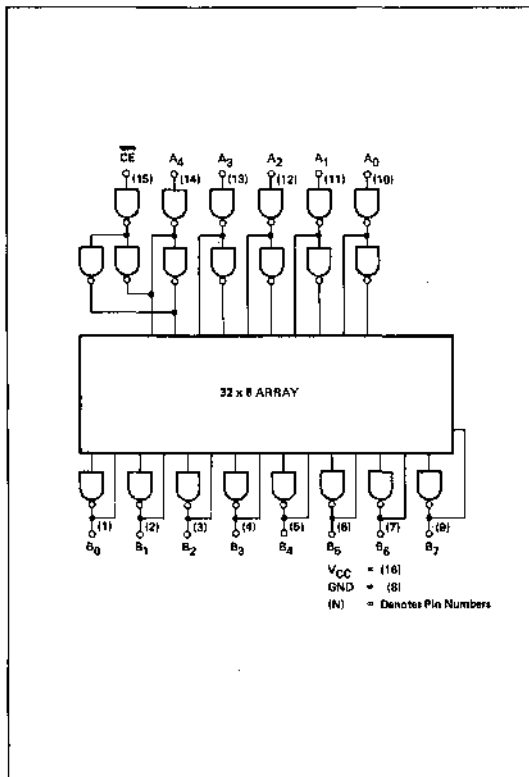 CE A4 A3 A2 A1 A0
(15) (14) (13) (12) (11) (10)
32 x 8 ARRAY
(1) (2) (3) (4) (5) (6) (7) (9)
B0 B1 B2 B3 B4 B5 B6 B7
VCC = (16)
GND = (8)
(N) = Denotes Pin Numbers